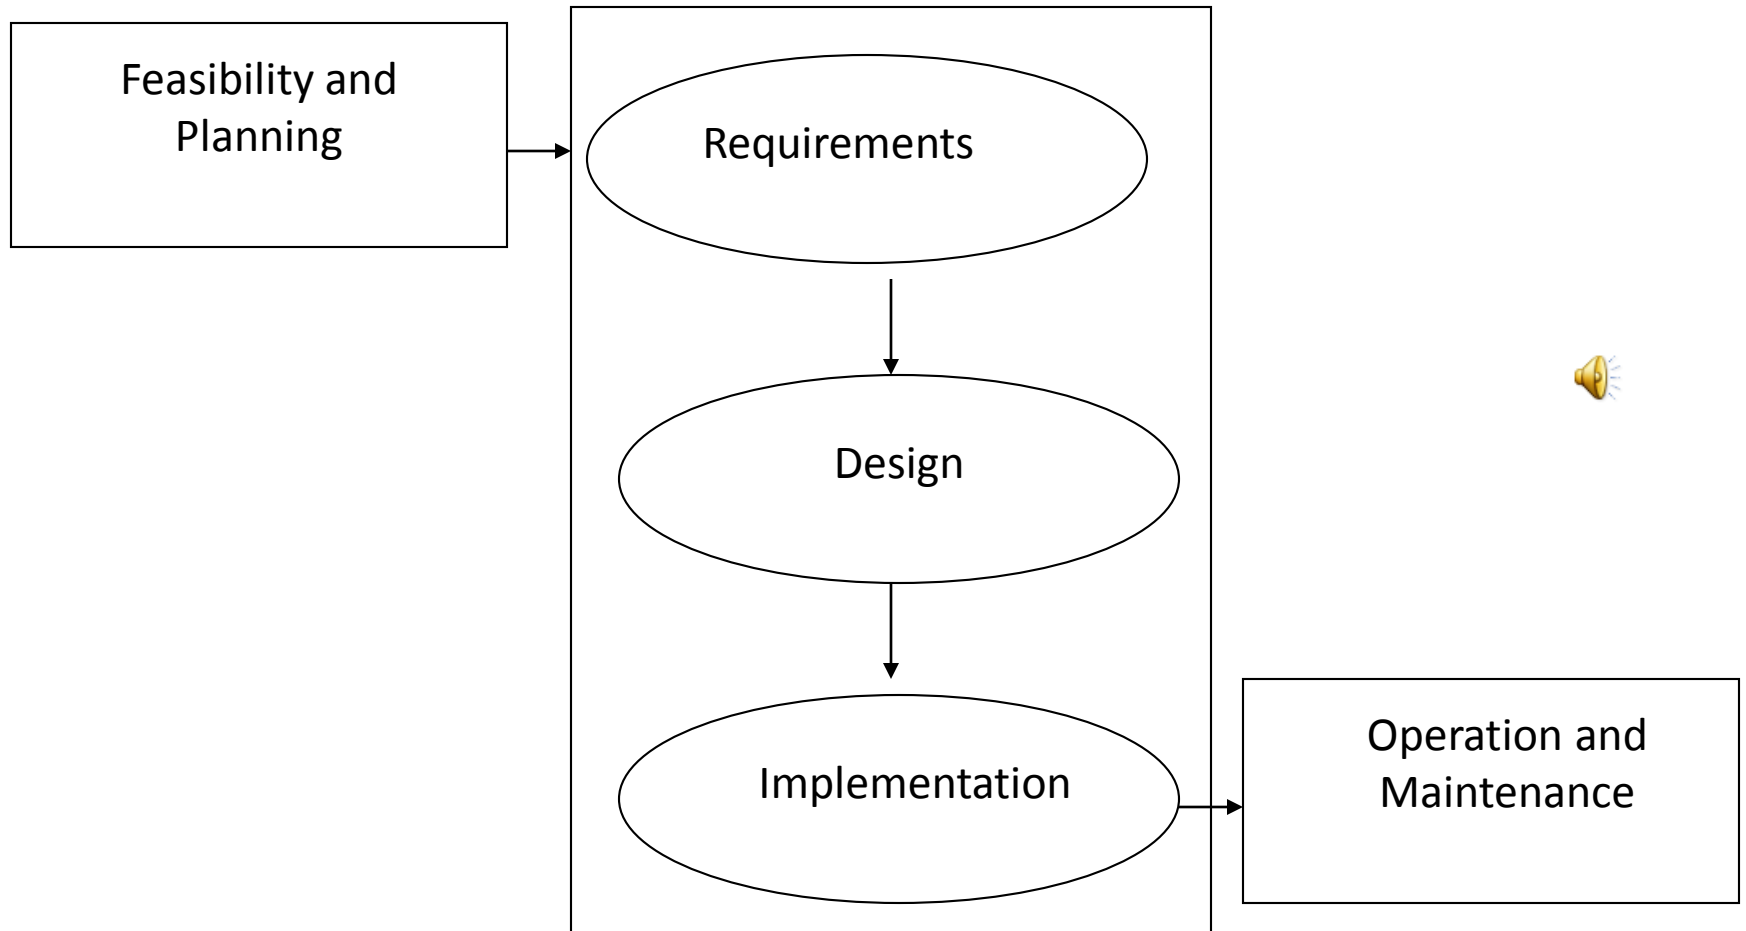 Feasibility and
Planning
Requirements
Design
Implementation
Operation and
Maintenance